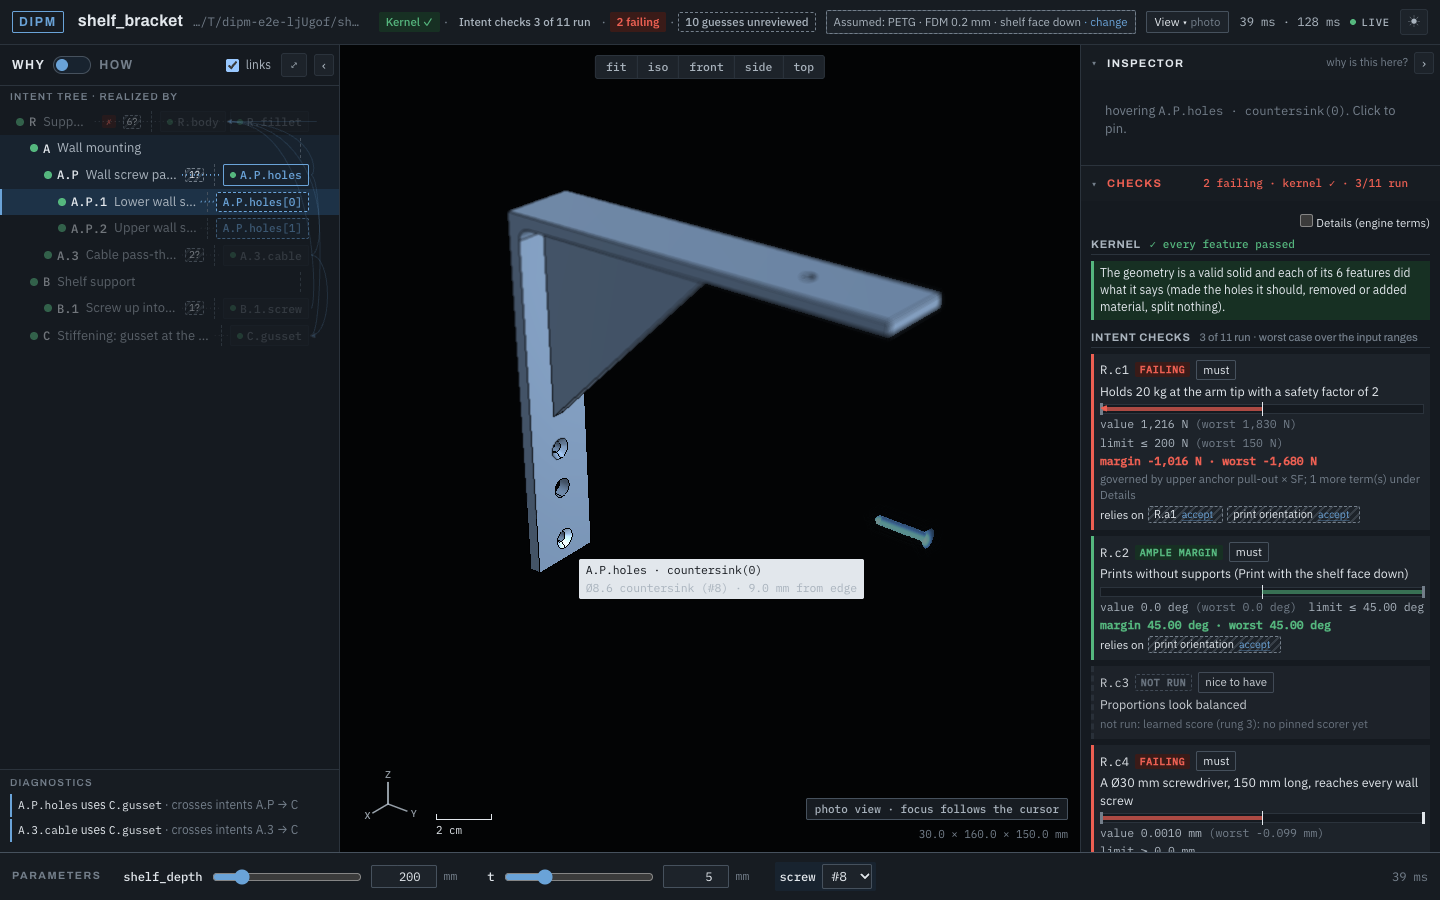 DIPM shelf_bracket …/T/dipm-e2e-ljUgof/sh… Kernel ✓ · Intent checks 3 of 11 run · 2 failing · 10 guesses unreviewed Assumed: PETG · FDM 0.2 mm · shelf face down · change View • photo 39 ms · 128 ms LIVE
WHY HOW links
INTENT TREE · REALIZED BY
R Supp… ✗ 6? R.body R.fillet
A Wall mounting
A.P Wall screw pa… 1? A.P.holes
A.P.1 Lower wall s… A.P.holes[0]
A.P.2 Upper wall s… A.P.holes[1]
A.3 Cable pass-th… 2? A.3.cable
B Shelf support
B.1 Screw up into… 1? B.1.screw
C Stiffening: gusset at the … C.gusset
DIAGNOSTICS
A.P.holes uses C.gusset · crosses intents A.P → C
A.3.cable uses C.gusset · crosses intents A.3 → C
fit iso front side top
A.P.holes · countersink(0)
Ø8.6 countersink (#8) · 9.0 mm from edge
Z
X Y
2 cm
photo view · focus follows the cursor
30.0 × 160.0 × 150.0 mm
INSPECTOR why is this here?
hovering A.P.holes · countersink(0). Click to
pin.
CHECKS 2 failing · kernel ✓ · 3/11 run
Details (engine terms)
KERNEL ✓ every feature passed
The geometry is a valid solid and each of its 6 features did
what it says (made the holes it should, removed or added
material, split nothing).
INTENT CHECKS 3 of 11 run · worst case over the input ranges
R.c1 FAILING must
Holds 20 kg at the arm tip with a safety factor of 2
value 1,216 N (worst 1,830 N)
limit ≤ 200 N (worst 150 N)
margin -1,016 N · worst -1,680 N
governed by upper anchor pull-out × SF; 1 more term(s) under
Details
relies on R.a1 accept print orientation accept
R.c2 AMPLE MARGIN must
Prints without supports (Print with the shelf face down)
value 0.0 deg (worst 0.0 deg) limit ≤ 45.00 deg
margin 45.00 deg · worst 45.00 deg
relies on print orientation accept
R.c3 NOT RUN nice to have
Proportions look balanced
not run: learned score (rung 3): no pinned scorer yet
R.c4 FAILING must
A Ø30 mm screwdriver, 150 mm long, reaches every wall
screw
value 0.0010 mm (worst -0.099 mm)
PARAMETERS shelf_depth 200 mm t 5 mm screw #8 39 ms